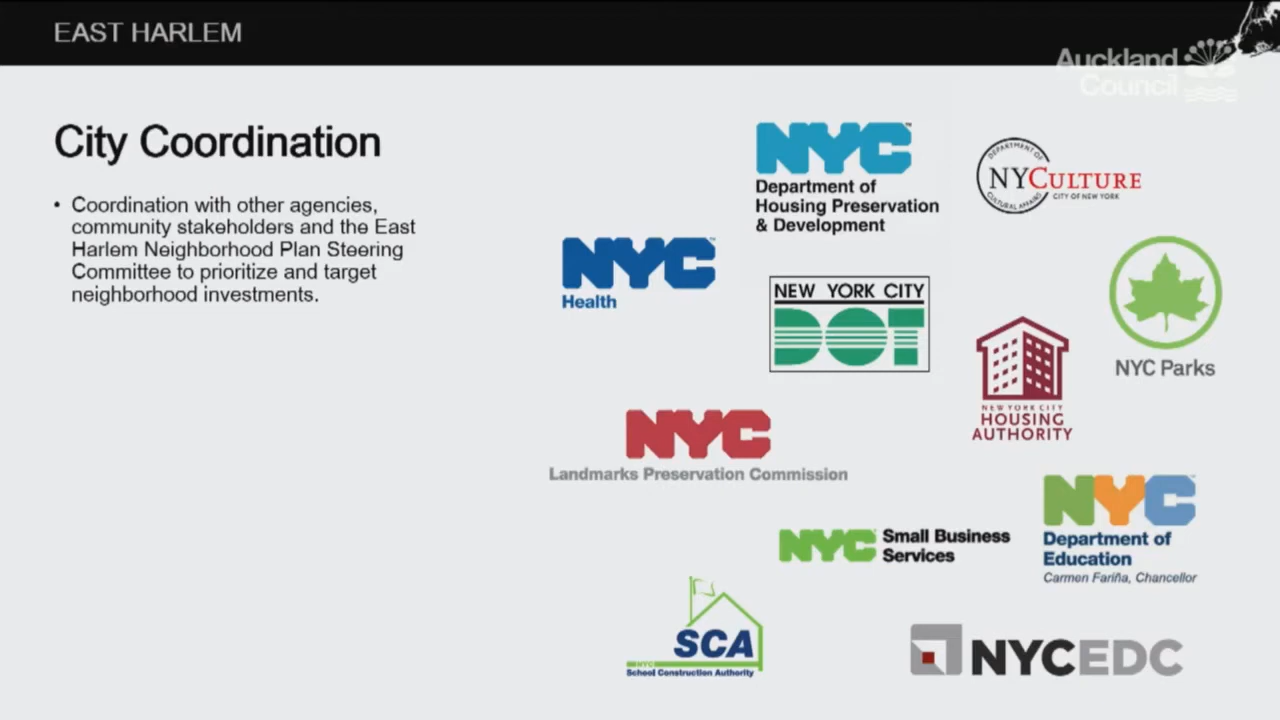 EAST HARLEM
Auckland
Council
City Coordination
• Coordination with other agencies,
community stakeholders and the East
Harlem Neighborhood Plan Steering
Committee to prioritize and target
neighborhood investments.
NYC
Department of
Housing Preservation
& Development
DEPARTMENT OF
NYCULTURE
CITY OF NEW YORK
CULTURAL AFFAIRS
NYC
Health
NEW YORK CITY
DOT
NYC Parks
NEW YORK CITY
HOUSING
AUTHORITY
NYC
Landmarks Preservation Commission
NYC
Department of
Education
Carmen Fariña, Chancellor
NYC Small Business
Services
SCA
NYC
School Construction Authority
NYCEDC